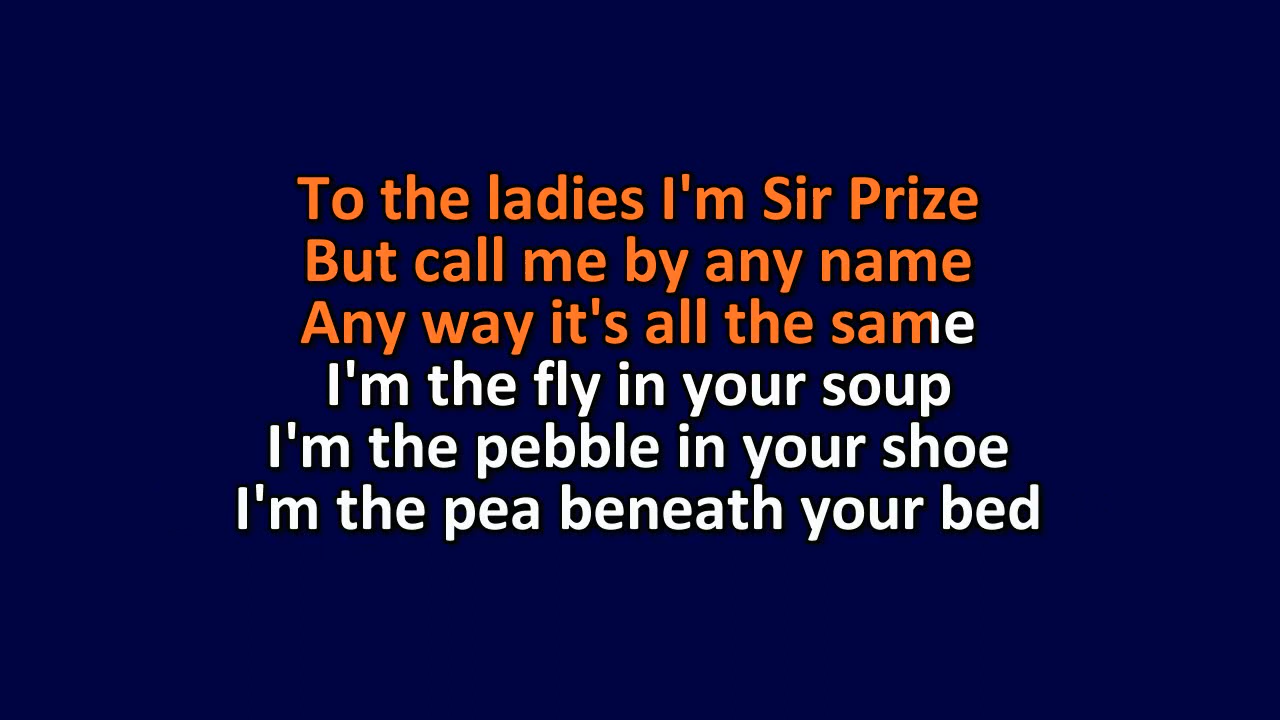 To the ladies I'm Sir Prize
But call me by any name
Any way it's all the same
I'm the fly in your soup
I'm the pebble in your shoe
I'm the pea beneath your bed